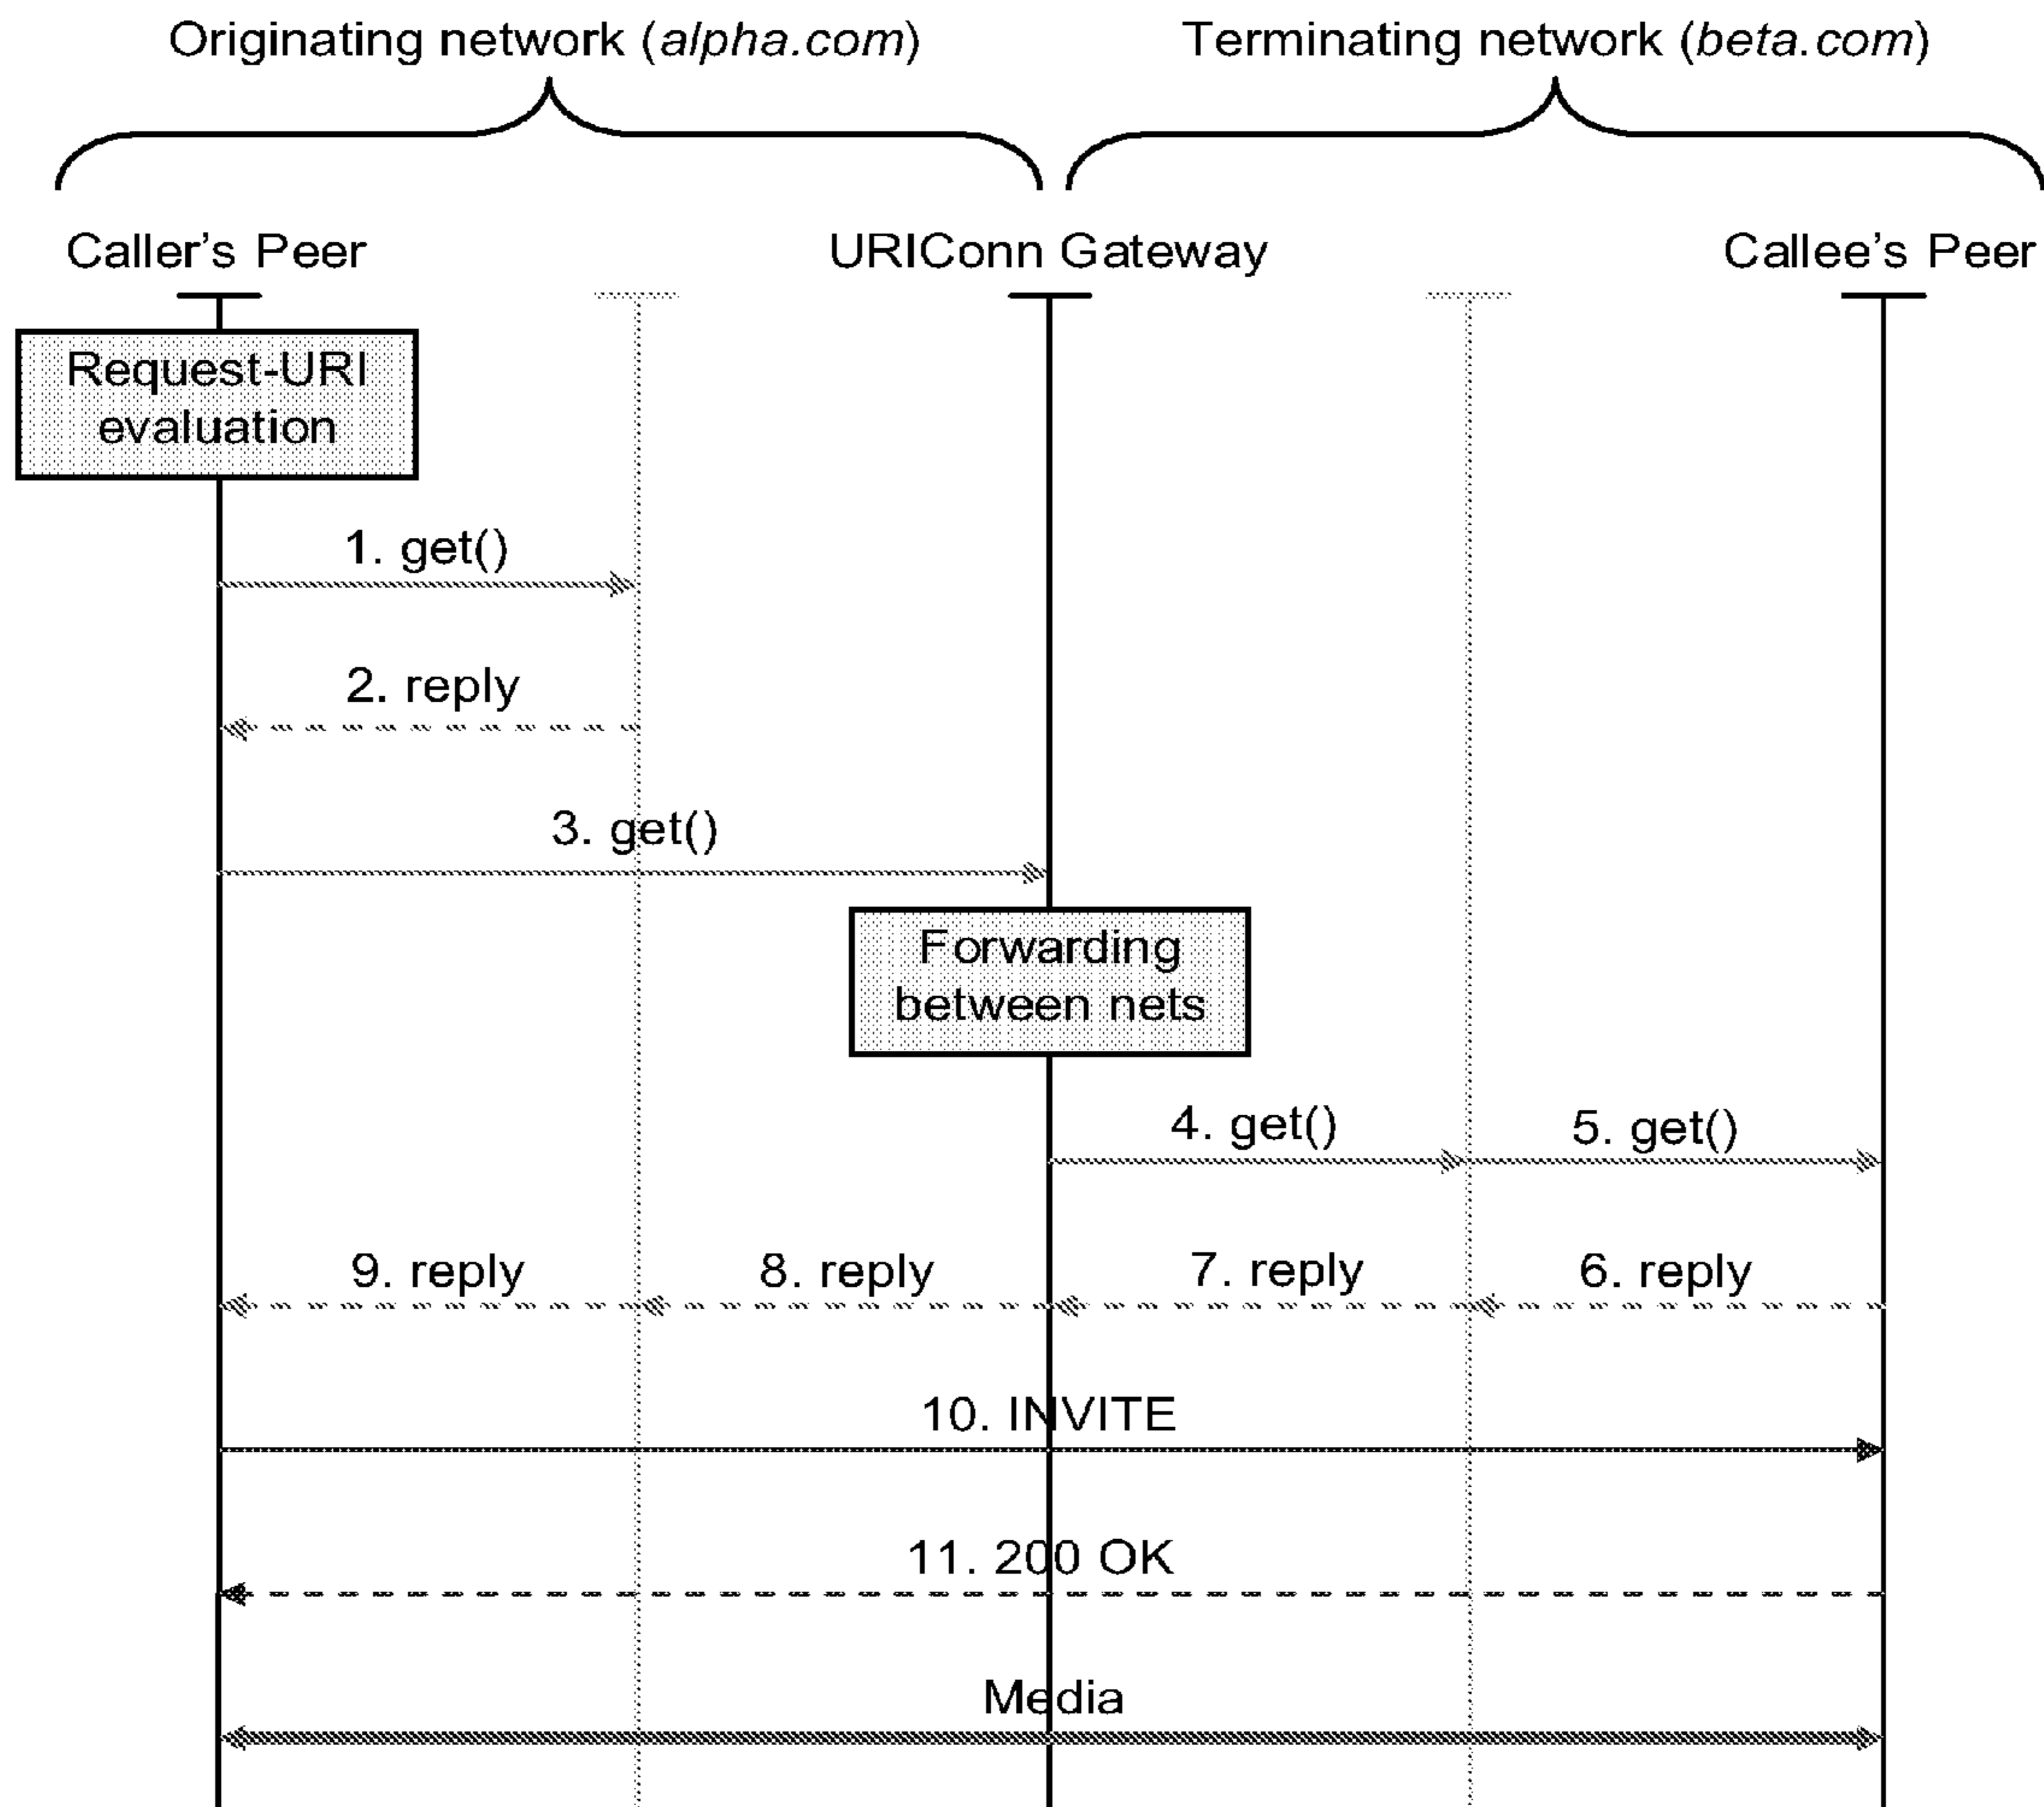 Originating network (alpha.com)
Terminating network (beta.com)
Caller's Peer
URIConn Gateway
Callee's Peer
Request-URI
evaluation
1. get()
2. reply
3. get()
Forwarding
between nets
4. get()
5. get()
9. reply
8. reply
7. reply
6. reply
10. INVITE
11. 200 OK
Media